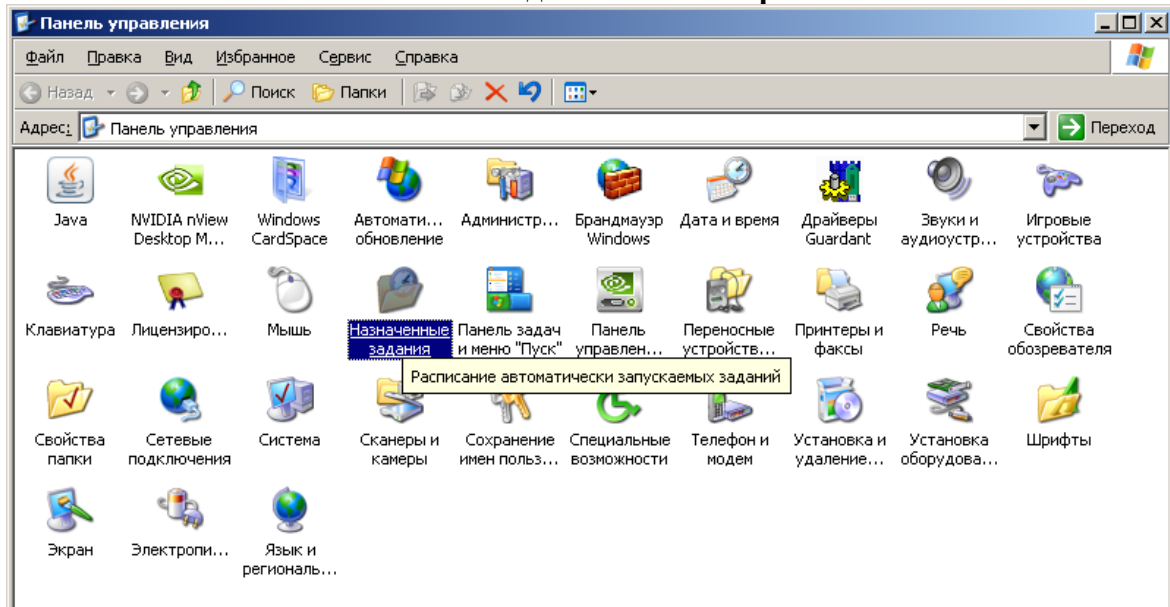 Панель управления
Файл Правка Вид Избранное Сервис Справка
Назад Поиск Папки
Адрес: Панель управления Переход
Java NVIDIA nView Windows Автомати... Администр... Брандмауэр Дата и время Драйверы Звуки и Игровые
Desktop M... CardSpace обновление Windows Guardant аудиоустр... устройства
Клавиатура Лицензиро... Мышь Назначенные Панель задач Панель Переносные Принтеры и Речь Свойства
задания и меню "Пуск" управлен... устройств... факсы обозревателя
Расписание автоматически запускаемых заданий
Свойства Сетевые Система Сканеры и Сохранение Специальные Телефон и Установка и Установка Шрифты
папки подключения камеры имен польз... возможности модем удаление... оборудова...
Экран Электропи... Язык и
региональ...